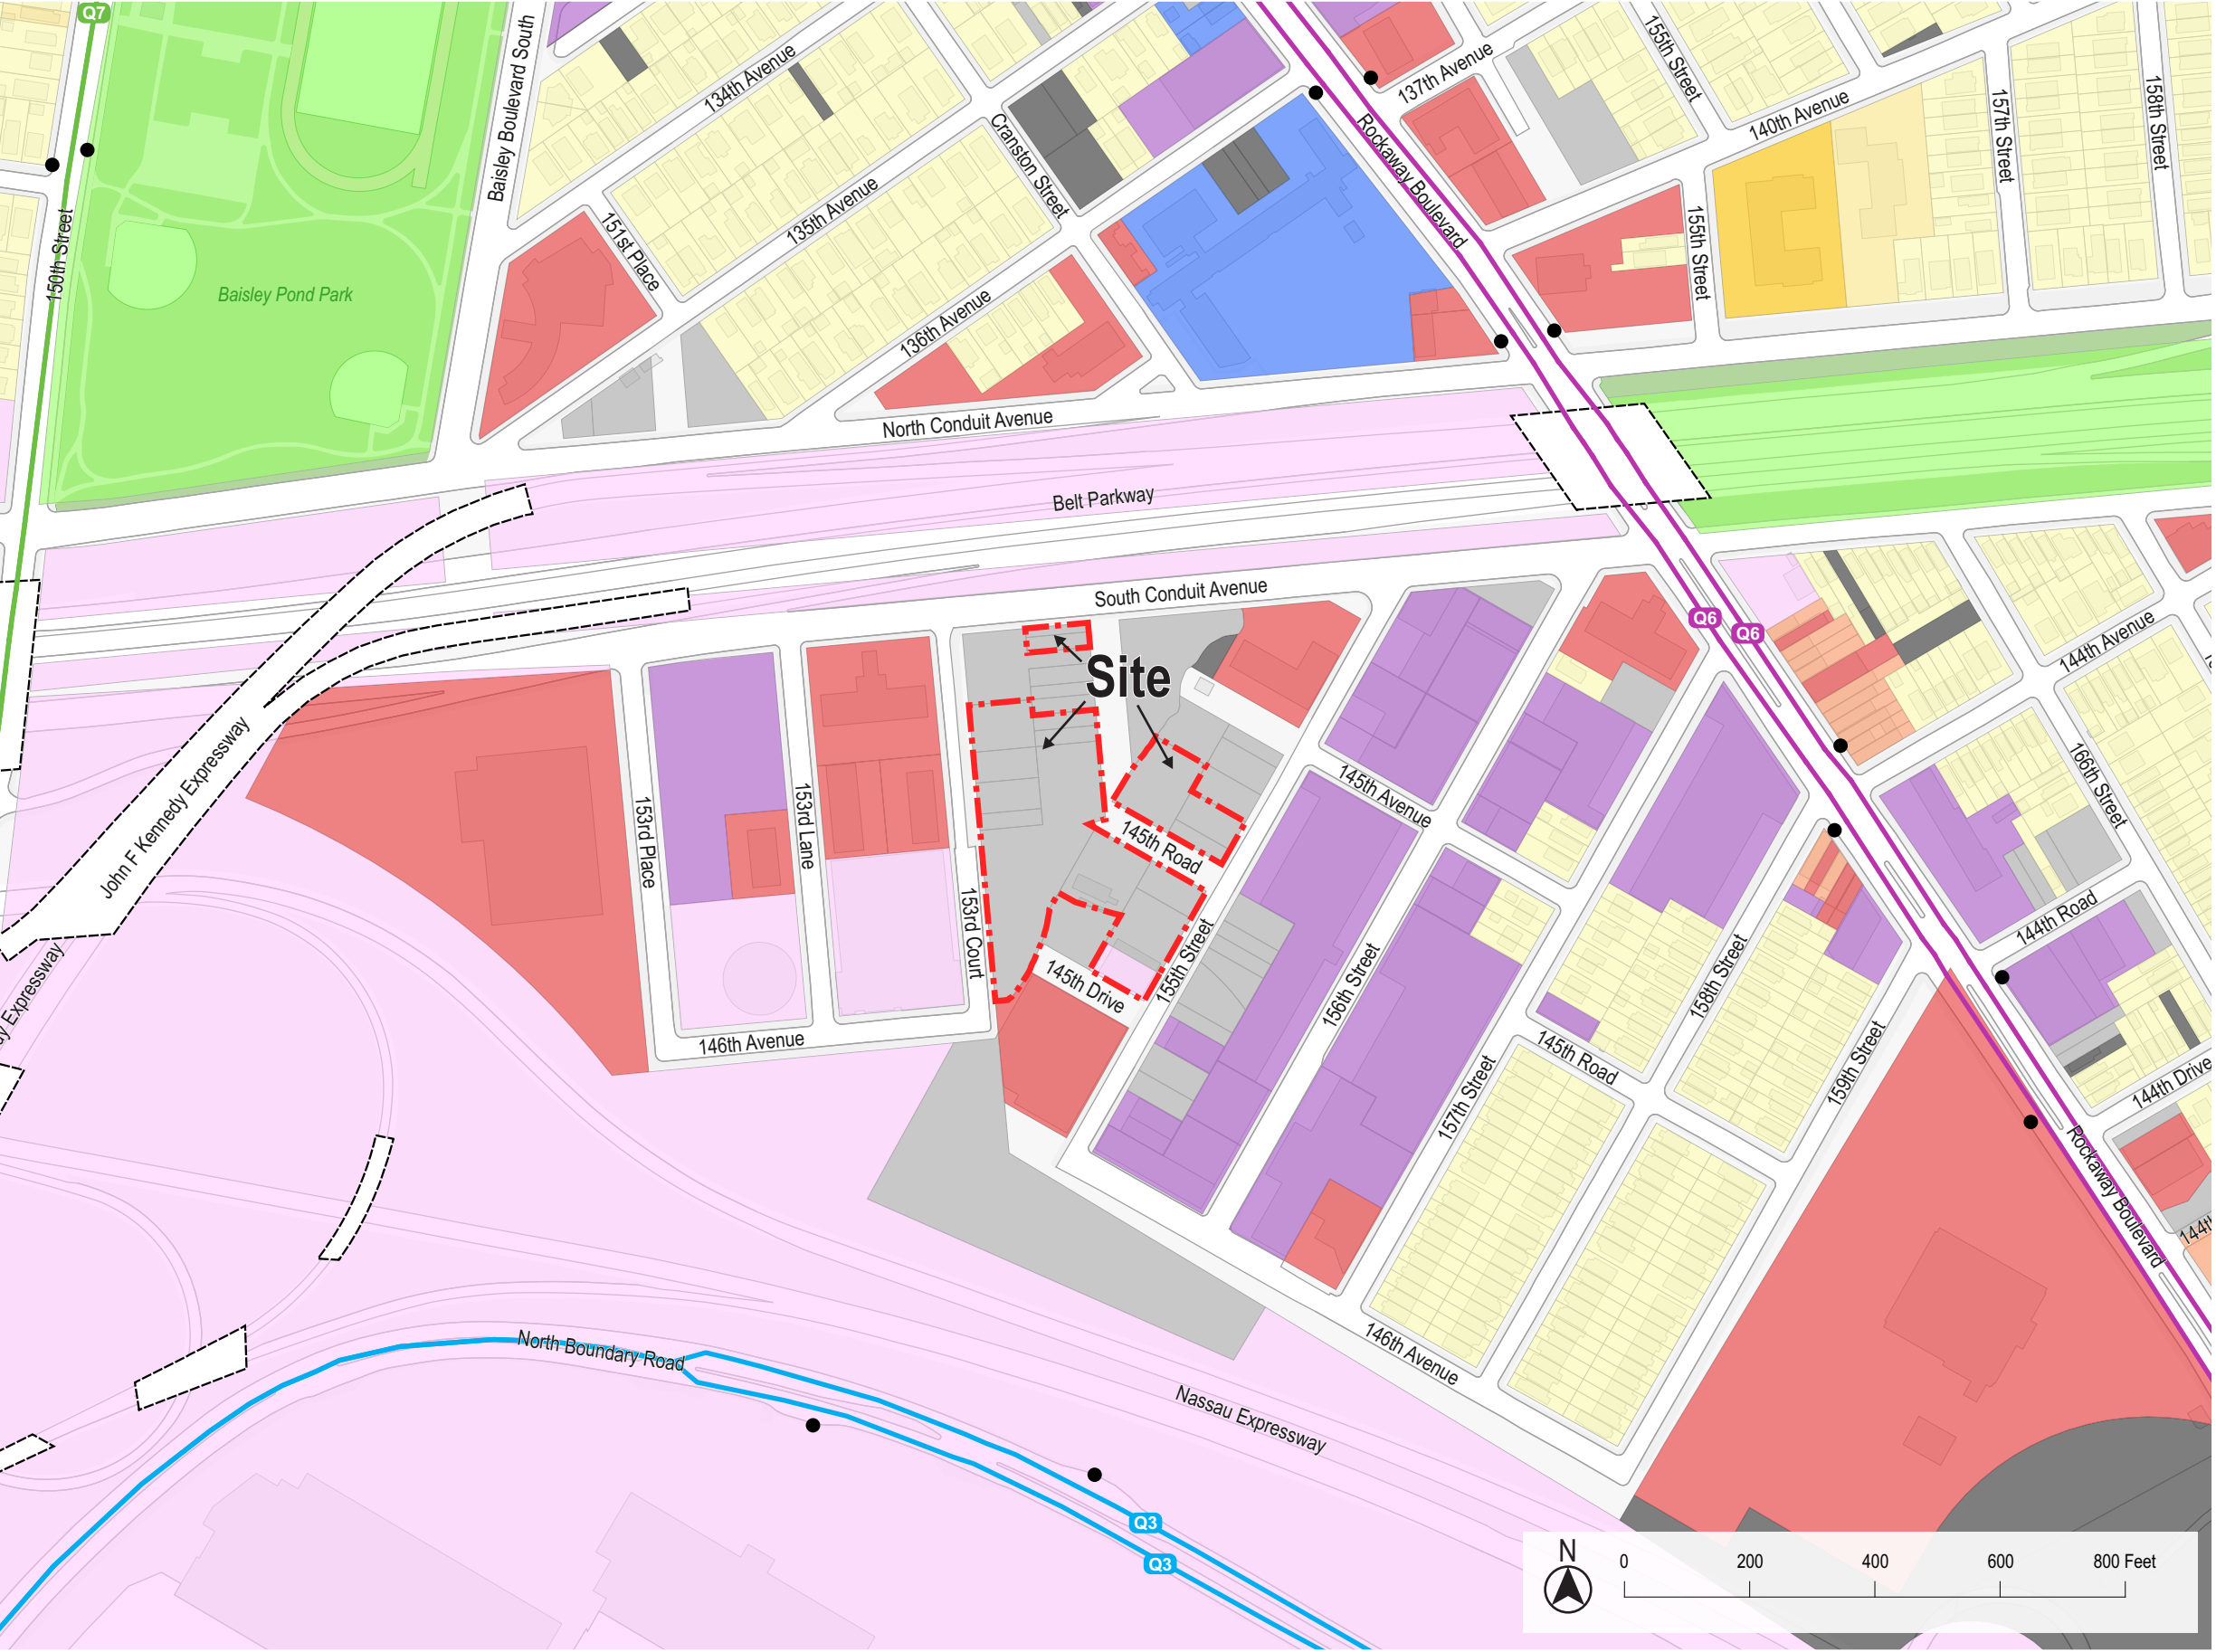 Q7
Baisley Boulevard South
134th Avenue
137th Avenue
155th Street
140th Avenue
157th Street
158th Street
Cranston Street
Rockaway Boulevard
135th Avenue
151st Place
150th Street
155th Street
Baisley Pond Park
136th Avenue
North Conduit Avenue
Belt Parkway
South Conduit Avenue
Q6
Q6
144th Avenue
Site
John F Kennedy Expressway
153rd Place
153rd Lane
145th Avenue
166th Street
145th Road
153rd Court
144th Road
155th Street
156th Street
158th Street
145th Drive
y Expressway
146th Avenue
145th Road
159th Street
157th Street
144th Drive
Rockaway Boulevard
144th
North Boundary Road
146th Avenue
Nassau Expressway
Q3
Q3
N
0 200 400 600 800 Feet